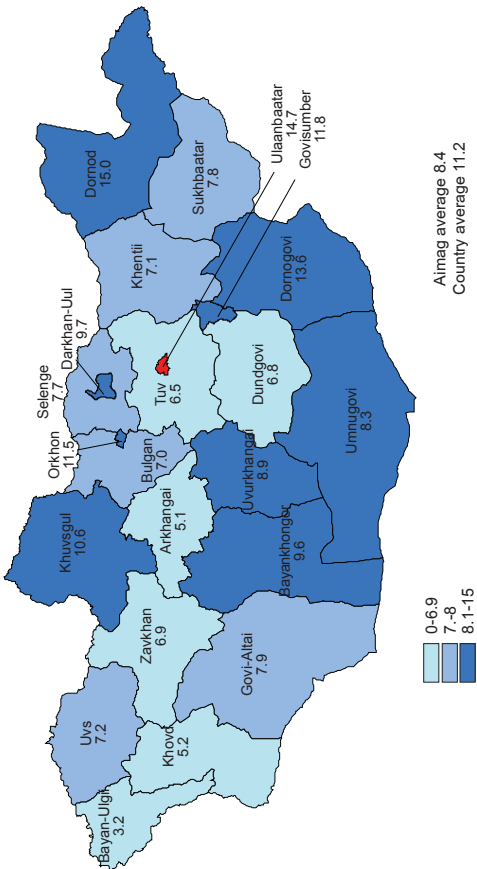 Bayan-Ulgii
3.2
Uvs
7.2
Khovd
5.2
Zavkhan
6.9
Govi-Altai
7.9
Khuvsgul
10.6
Arkhangai
5.1
Bayankhongor
9.6
Orkhon
11.5
Bulgan
7.0
Uvurkhangai
8.9
Umnugovi
8.3
Selenge
7.7
Darkhan-Uul
9.7
Tuv
6.5
Dundgovi
6.8
Khentii
7.1
Dornogovi
13.6
Dornod
15.0
Sukhbaatar
7.8
Ulaanbaatar
14.7
Govisumber
11.8
0-6.9
7.-8
8.1-15
Aimag average 8.4
Country average 11.2